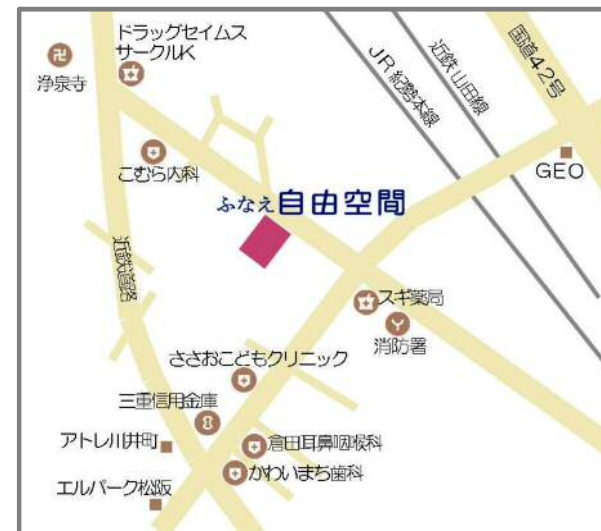 ドラッグセイムス
サークルK
浄泉寺
こむら内科
JR紀勢本線
近鉄山田線
国道42号
GEO
ふなえ自由空間
近鉄道路
スギ薬局
消防署
ささおこどもクリニック
三重信用金庫
アトレ川井町
倉田耳鼻咽喉科
かわいまち歯科
エルパーク松阪